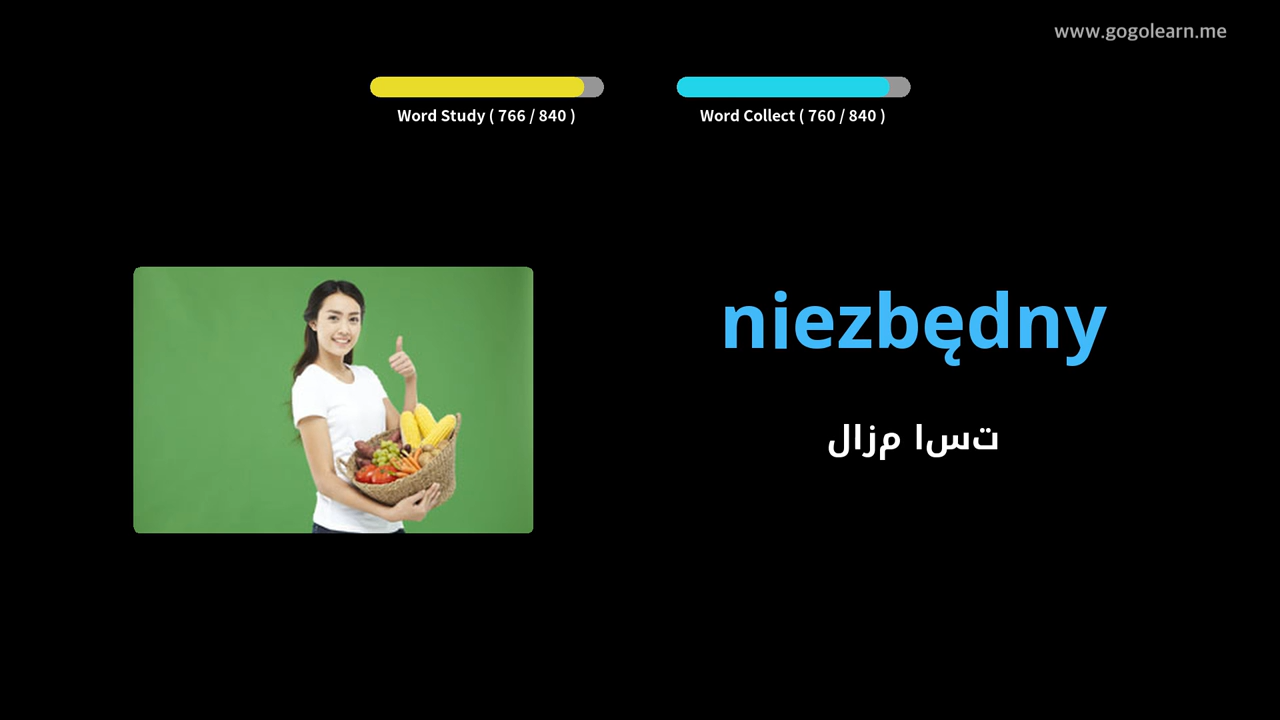 www.gogolearn.me
Word Study ( 766 / 840 )
Word Collect ( 760 / 840 )
niezbędny
لازم است